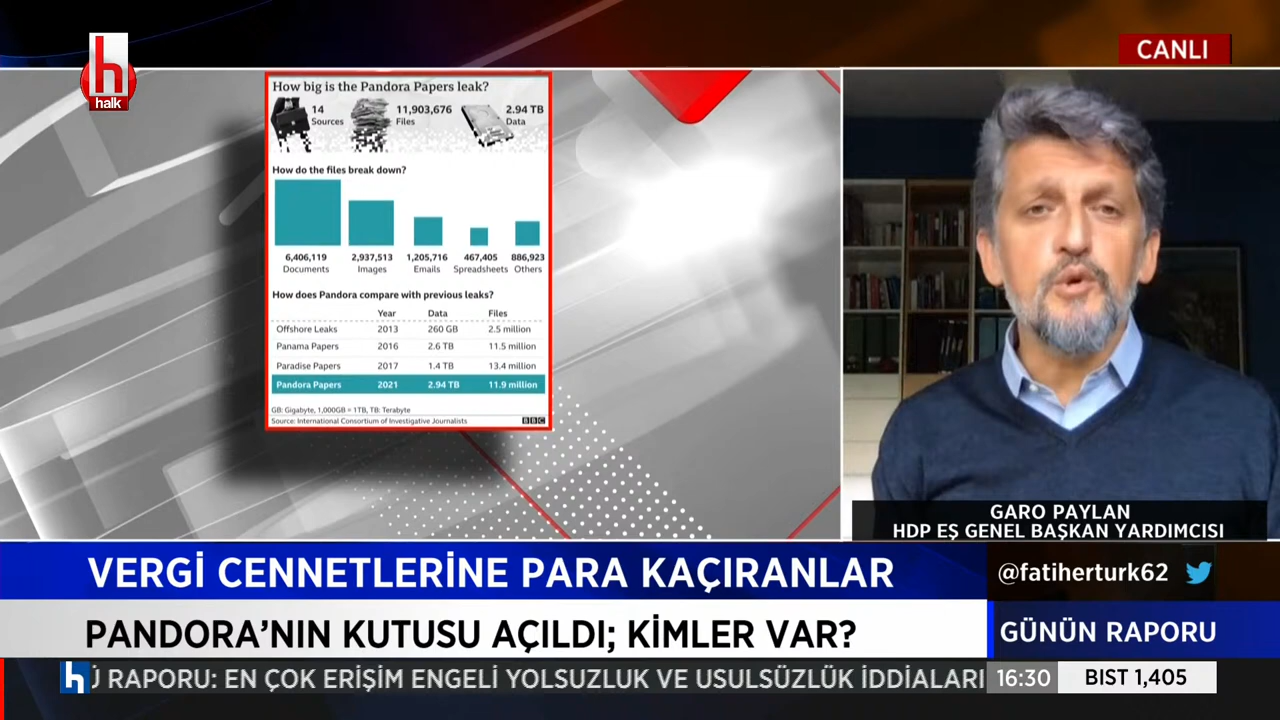 h
halk
CANLI
How big is the Pandora Papers leak?
14
Sources
11,903,676
Files
2.94 TB
Data
How do the files break down?
6,406,119 2,937,513 1,205,716 467,405 886,923
Documents Images Emails Spreadsheets Others
How does Pandora compare with previous leaks?
Year Data Files
Offshore Leaks 2013 260 GB 2.5 million
Panama Papers 2016 2.6 TB 11.5 million
Paradise Papers 2017 1.4 TB 13.4 million
Pandora Papers 2021 2.94 TB 11.9 million
GB: Gigabyte, 1,000GB = 1TB, TB: Terabyte
Source: International Consortium of Investigative Journalists BBC
GARO PAYLAN
HDP EŞ GENEL BAŞKAN YARDIMCISI
VERGİ CENNETLERİNE PARA KAÇIRANLAR
@fatiherturk62
PANDORA’NIN KUTUSU AÇILDI; KİMLER VAR?
GÜNÜN RAPORU
h Ü RAPORU: EN ÇOK ERİŞİM ENGELİ YOLSUZLUK VE USULSÜZLÜK İDDİALARI 16:30 BIST 1,405